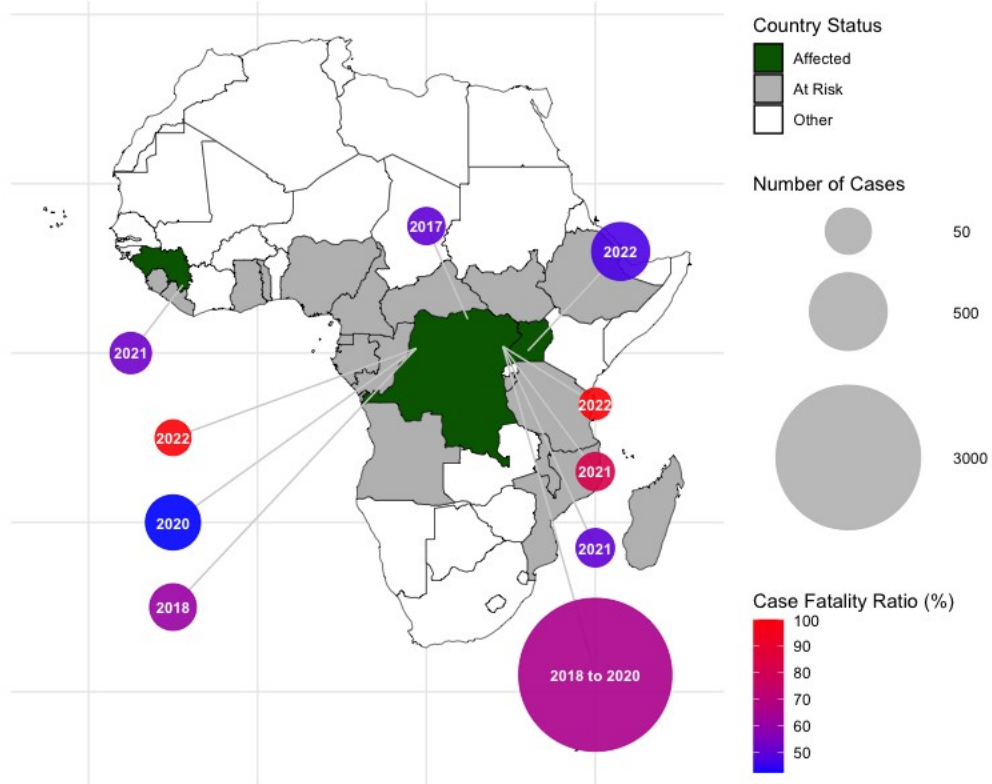 Country Status
Affected
At Risk
Other
Number of Cases
50
500
3000
Case Fatality Ratio (%)
100
90
80
70
60
50
2017
2022
2021
2022
2022
2021
2020
2021
2018
2018 to 2020